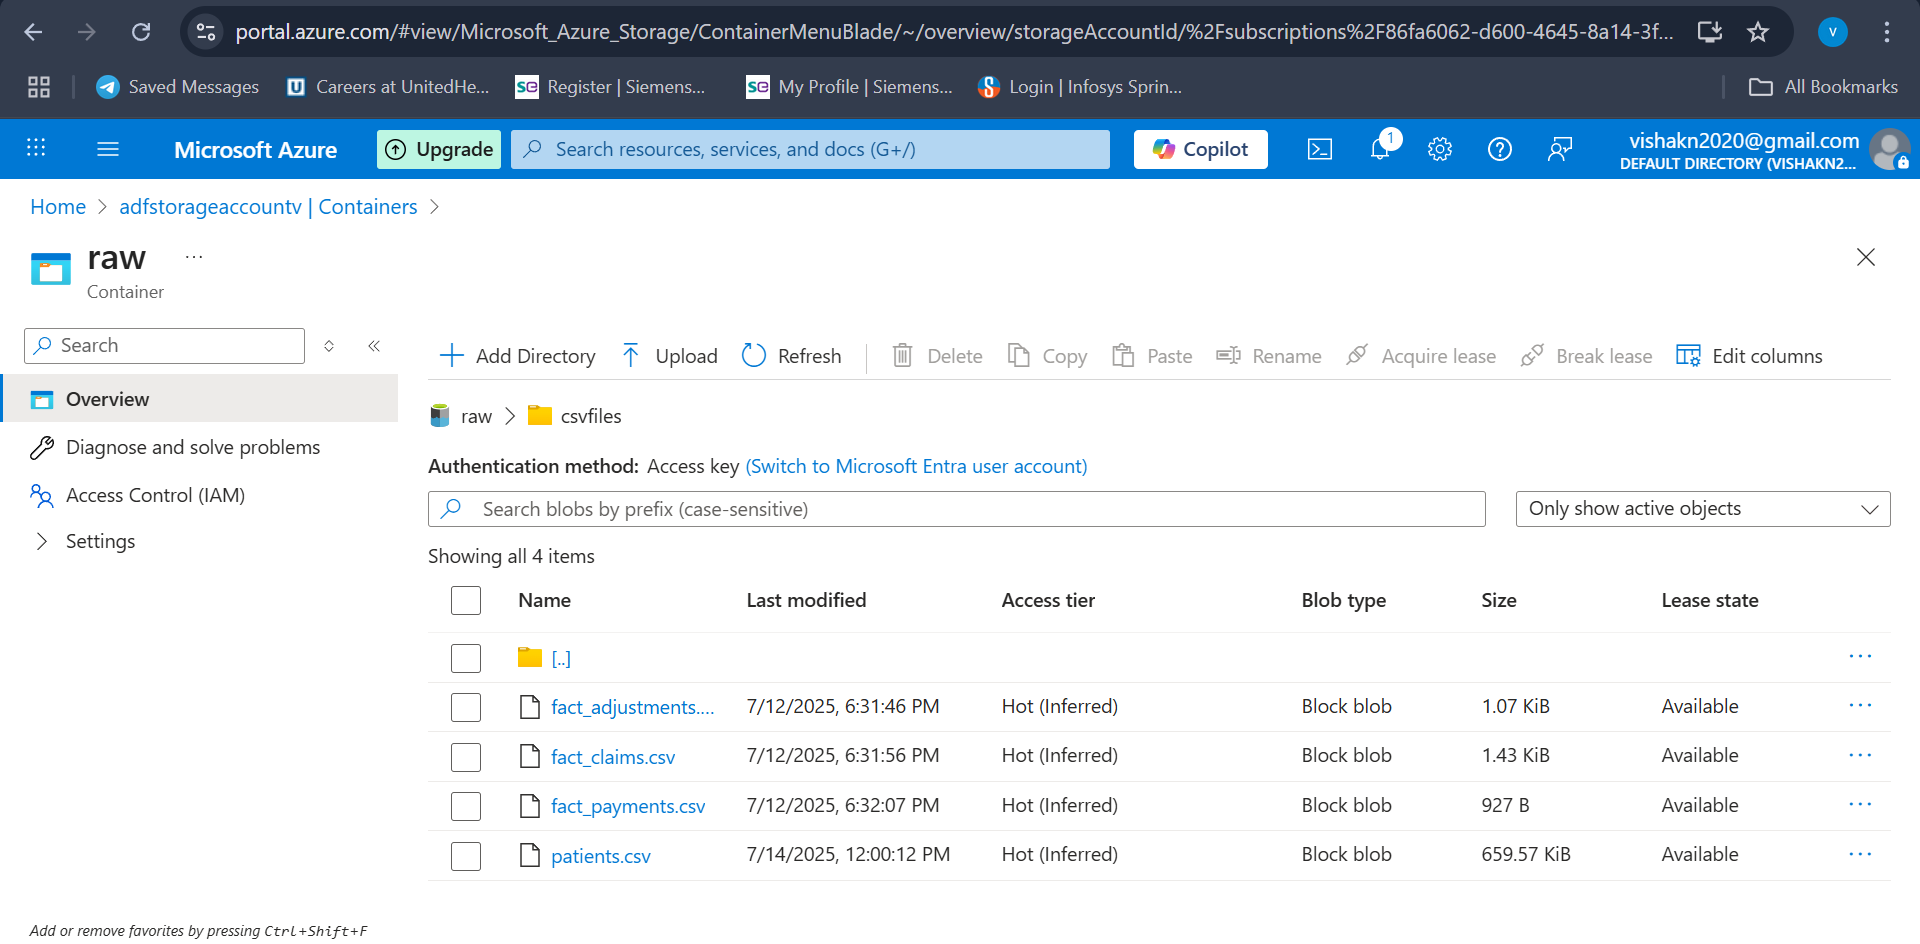 portal.azure.com/#view/Microsoft_Azure_Storage/ContainerMenuBlade/~/overview/storageAccountId/%2Fsubscriptions%2F86fa6062-d600-4645-8a14-3f...
V
Saved Messages
U Careers at UnitedHe...
se Register | Siemens...
se My Profile | Siemens...
S Login | Infosys Sprin...
All Bookmarks
Microsoft Azure
Upgrade
Search resources, services, and docs (G+/)
Copilot
1
vishakn2020@gmail.com
DEFAULT DIRECTORY (VISHAKN2...
Home > adfstorageaccountv | Containers >
raw ...
Container
Search
Overview
Diagnose and solve problems
Access Control (IAM)
Settings
Add Directory Upload Refresh Delete Copy Paste Rename Acquire lease Break lease Edit columns
raw > csvfiles
Authentication method: Access key (Switch to Microsoft Entra user account)
Search blobs by prefix (case-sensitive)
Only show active objects
Showing all 4 items
Name Last modified Access tier Blob type Size Lease state
[..] ...
fact_adjustments.... 7/12/2025, 6:31:46 PM Hot (Inferred) Block blob 1.07 KiB Available ...
fact_claims.csv 7/12/2025, 6:31:56 PM Hot (Inferred) Block blob 1.43 KiB Available ...
fact_payments.csv 7/12/2025, 6:32:07 PM Hot (Inferred) Block blob 927 B Available ...
patients.csv 7/14/2025, 12:00:12 PM Hot (Inferred) Block blob 659.57 KiB Available ...
Add or remove favorites by pressing Ctrl+Shift+F